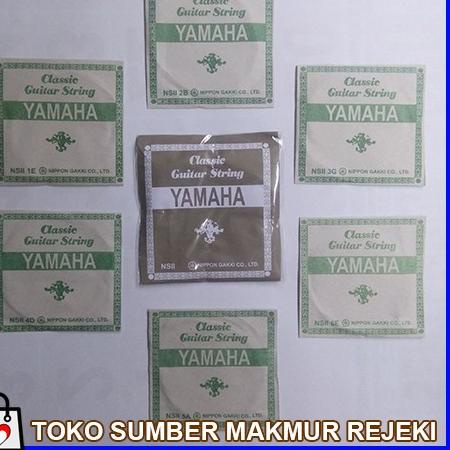 YAMAHA
NSII 2B NIPPON GAKKI CO., LTD.
Classic
Guitar String
YAMAHA
NSII 1E NIPPON GAKKI CO., LTD.
Classic
Guitar String
YAMAHA
NSII NIPPON GAKKI CO., LTD.
Classic
Guitar String
YAMAHA
NSII 3G NIPPON GAKKI CO., LTD.
Classic
Guitar String
YAMAHA
NSII 4D NIPPON GAKKI CO., LTD.
Classic
Guitar String
YAMAHA
NSII 6E NIPPON GAKKI CO., LTD.
Classic
Guitar String
YAMAHA
NSII 5A NIPPON GAKKI CO., LTD.
TOKO SUMBER MAKMUR REJEKI